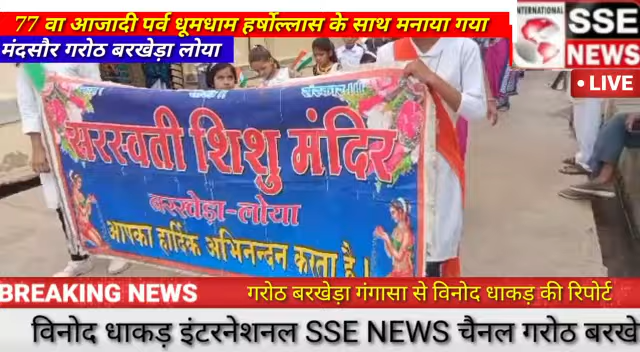 77 वा आजादी पर्व धूमधाम हर्षोल्लास के साथ मनाया गया
मंदसौर गरोठ बरखेड़ा लोया
INTERNATIONAL
SSE
NEWS
• LIVE
संस्कार।।।
सरस्वती शिशु मंदिर
बरखेड़ा-लोया
आपका हार्दिक अभिनन्दन करता है।
BREAKING NEWS
गरोठ बरखेड़ा गंगासा से विनोद धाकड़ की रिपोर्ट
विनोद धाकड़ इंटरनेशनल SSE NEWS चैनल गरोठ बरखे